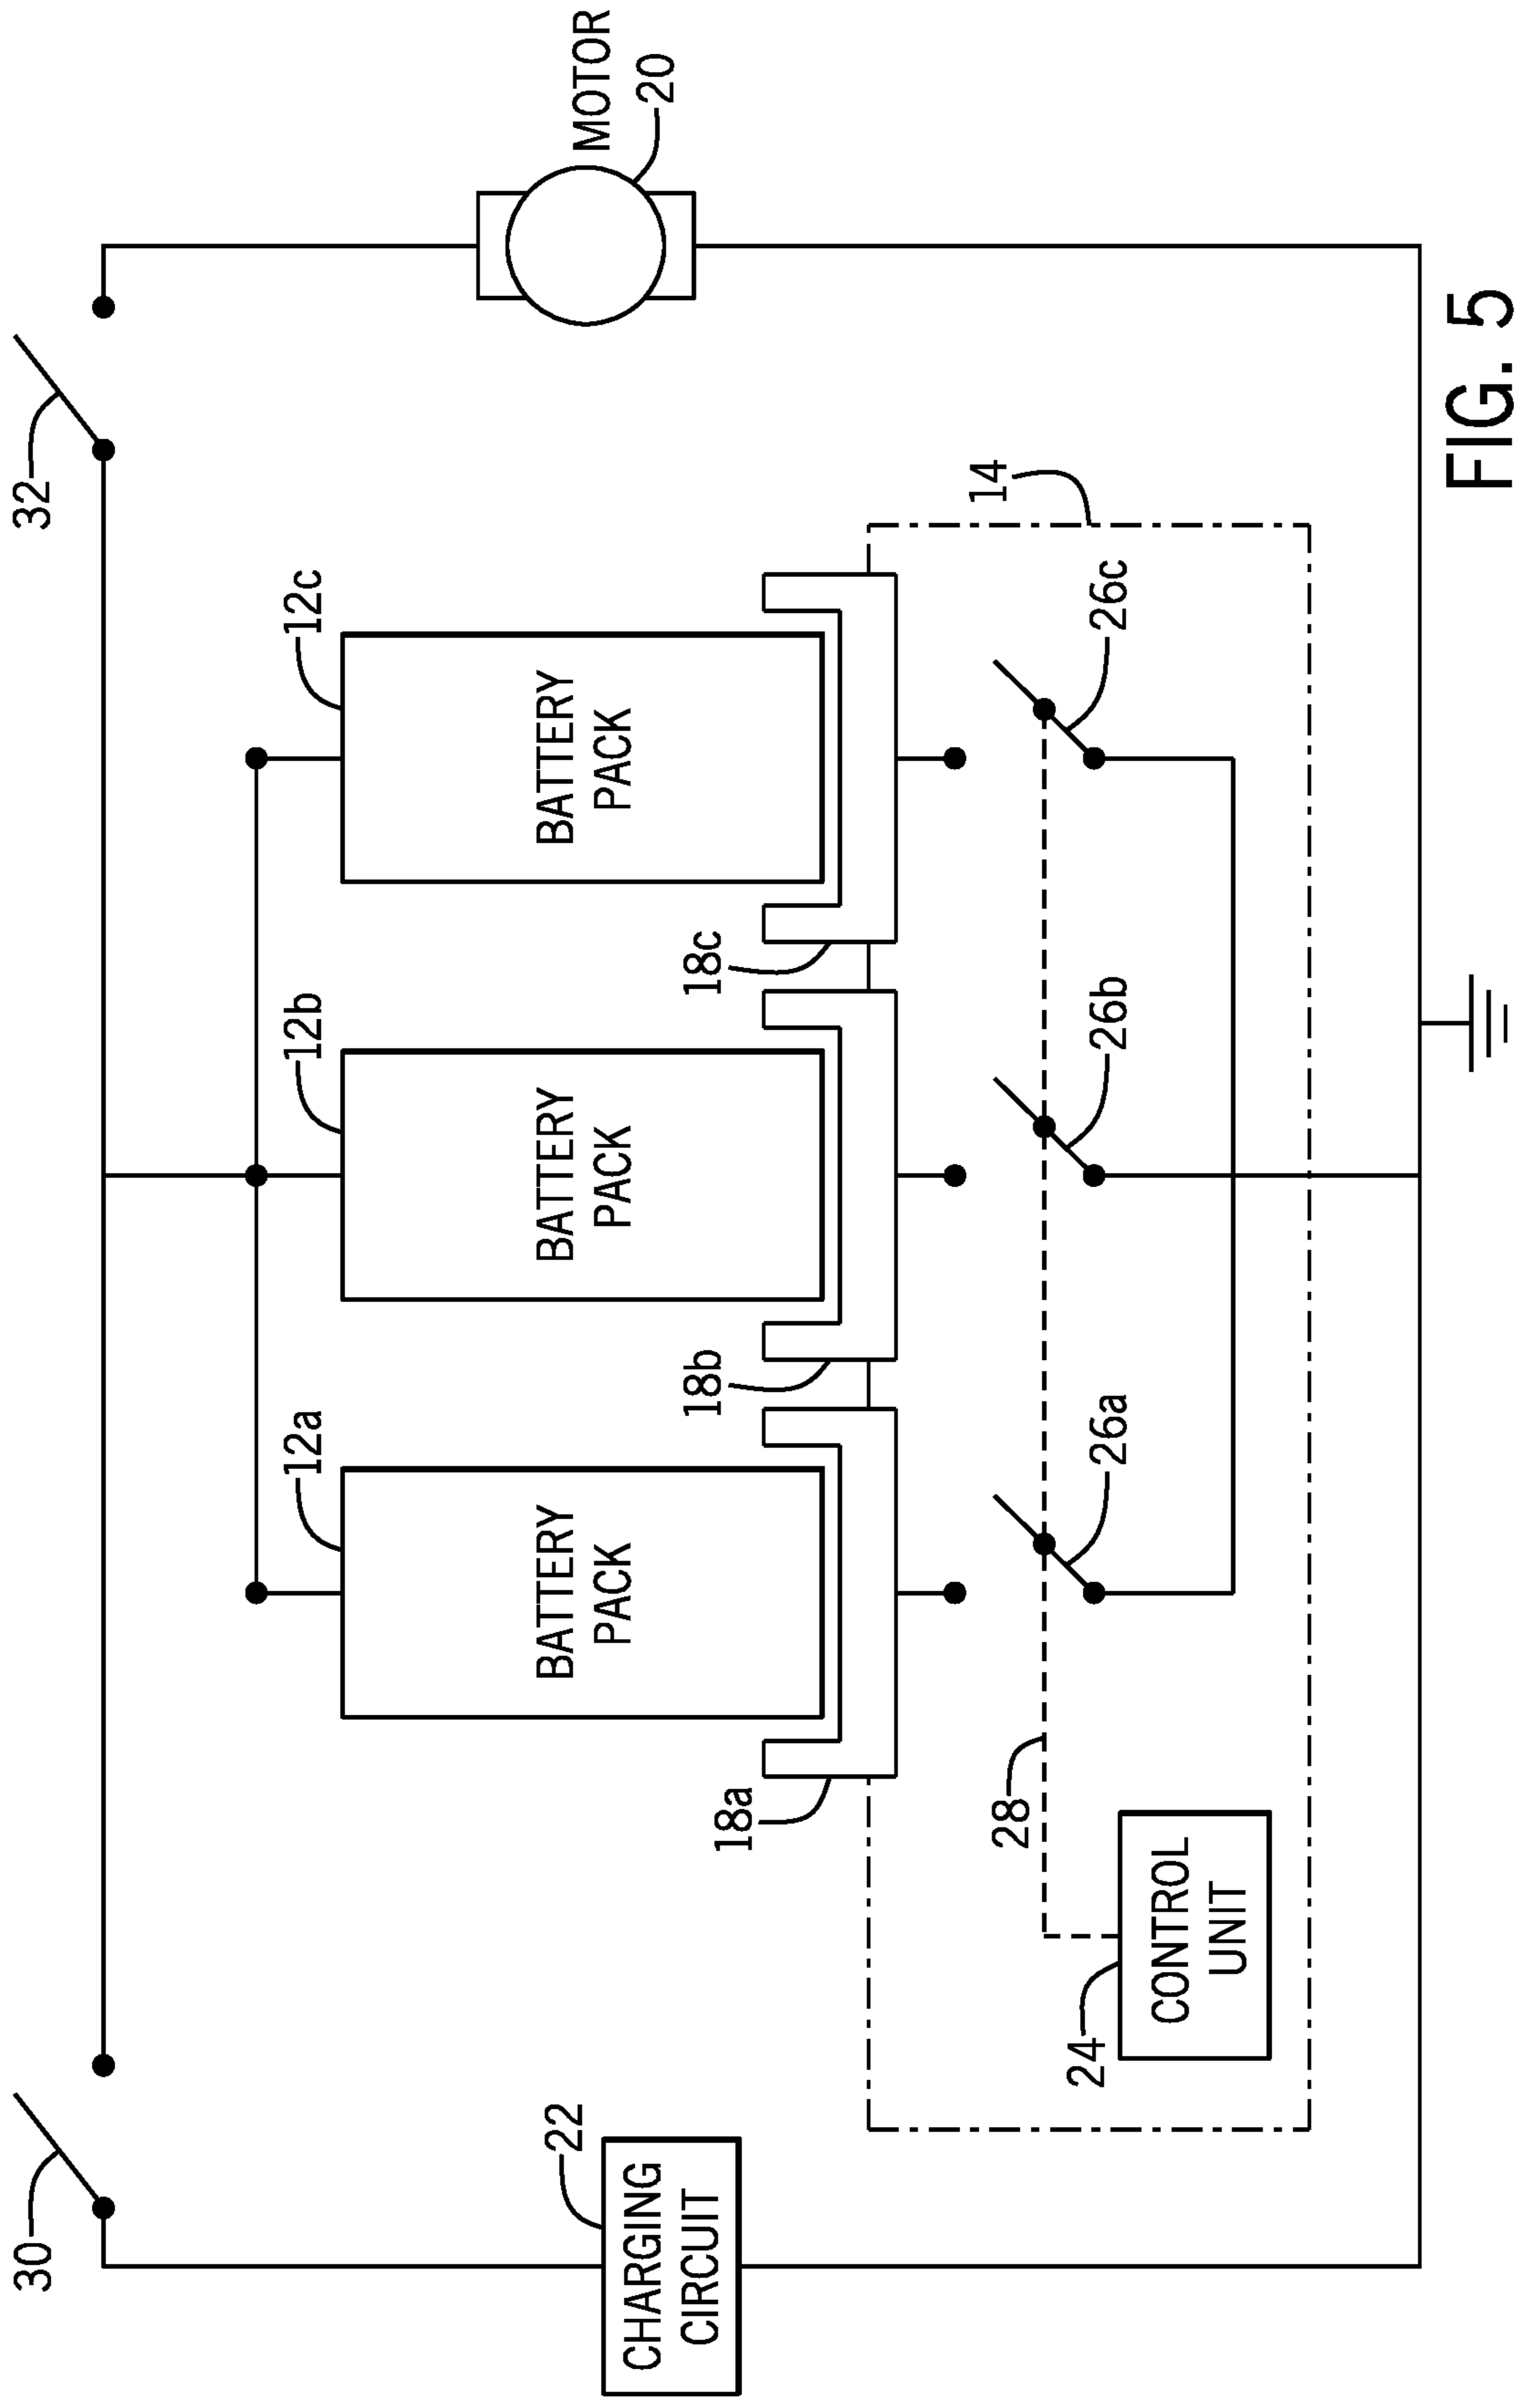 30
32
12a
12b
12c
MOTOR
20
22
CHARGING
CIRCUIT
BATTERY
PACK
BATTERY
PACK
BATTERY
PACK
18a
18b
18c
28
14
24
CONTROL
UNIT
26a
26b
26c
FIG. 5